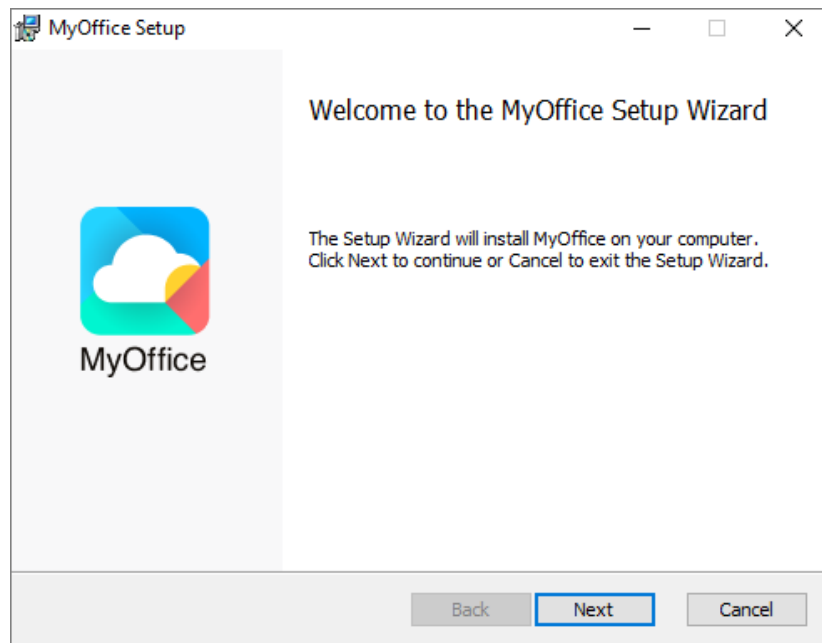 MyOffice Setup
Welcome to the MyOffice Setup Wizard
The Setup Wizard will install MyOffice on your computer.
Click Next to continue or Cancel to exit the Setup Wizard.
MyOffice
Back Next Cancel